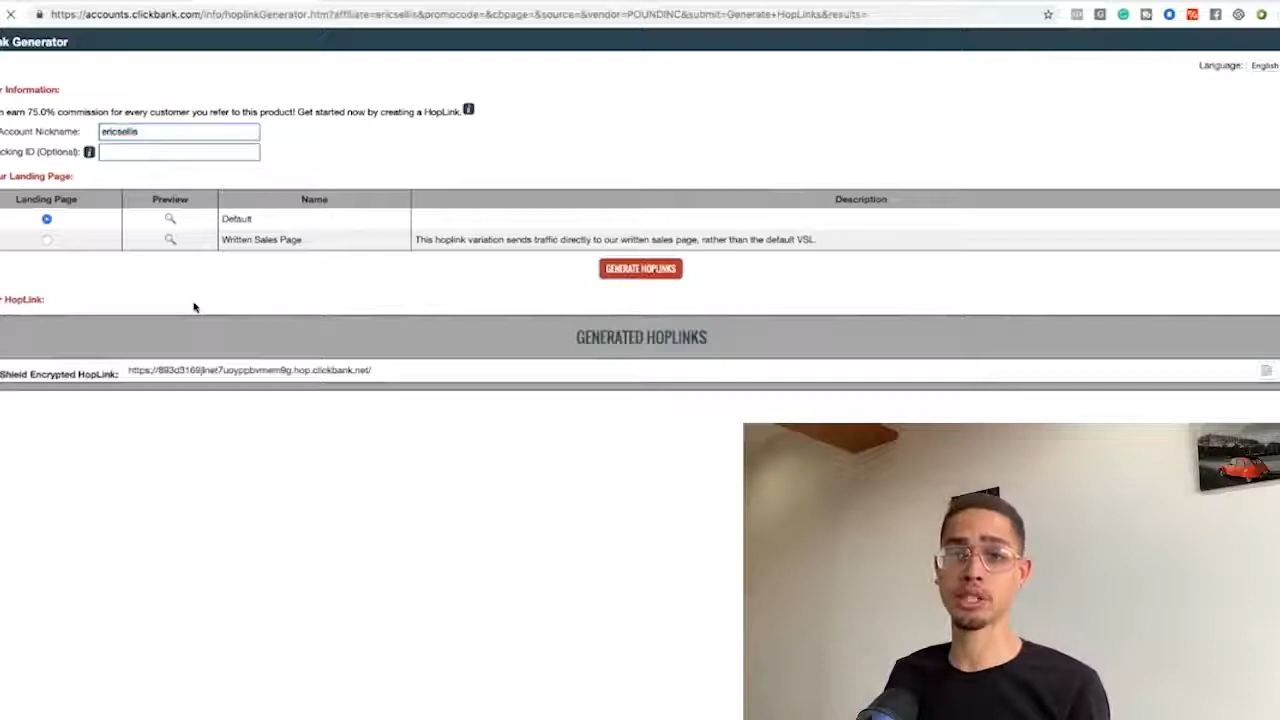 https://accounts.clickbank.com/info/hoplinkGenerator.htm?affiliate=ericsellis&promocode=&cbpage=&source=&vendor=POUNDINC&submit=Generate+HopLinks&results=
nk Generator
Language: English
r Information:
n earn 75.0% commission for every customer you refer to this product! Get started now by creating a HopLink.
Account Nickname: ericsellis
cking ID (Optional):
ur Landing Page:
Landing Page Preview Name Description
Default
Written Sales Page This hoplink variation sends traffic directly to our written sales page, rather than the default VSL.
GENERATE HOPLINKS
r HopLink:
GENERATED HOPLINKS
Shield Encrypted HopLink: